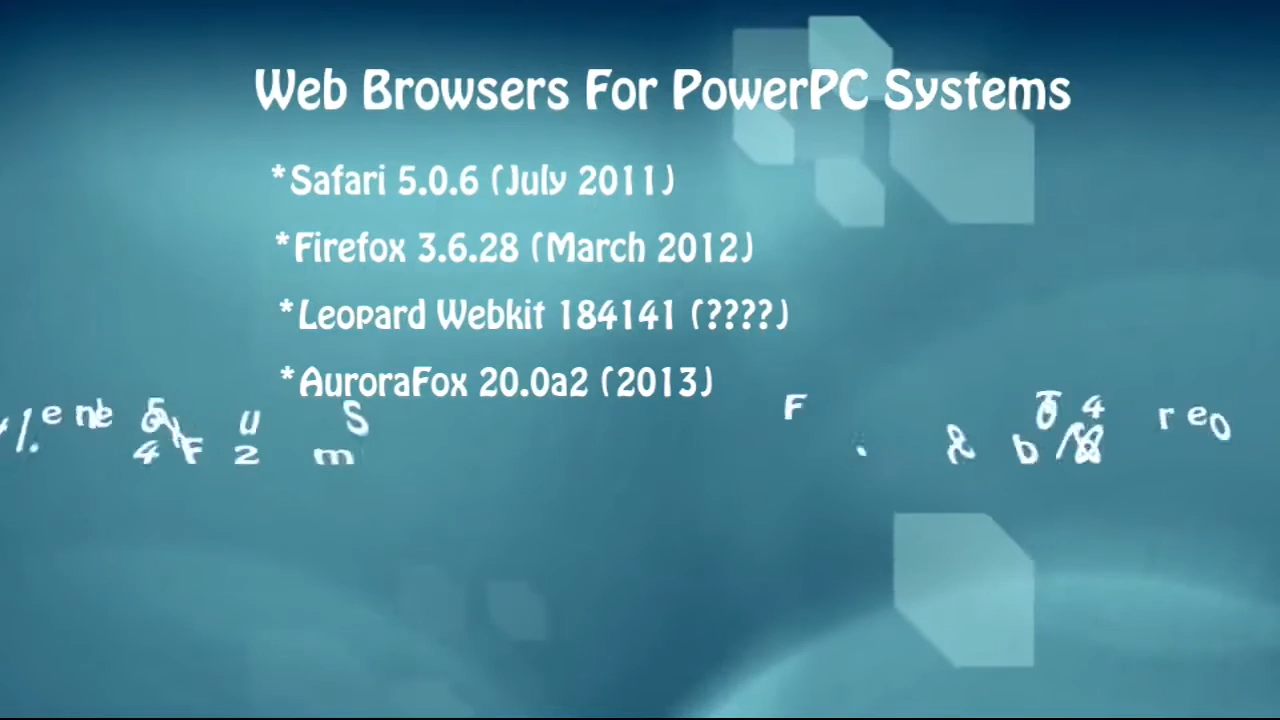 Web Browsers For PowerPC Systems
*Safari 5.0.6 (July 2011)
*Firefox 3.6.28 (March 2012)
*Leopard Webkit 184141 (????)
*AuroraFox 20.0a2 (2013)